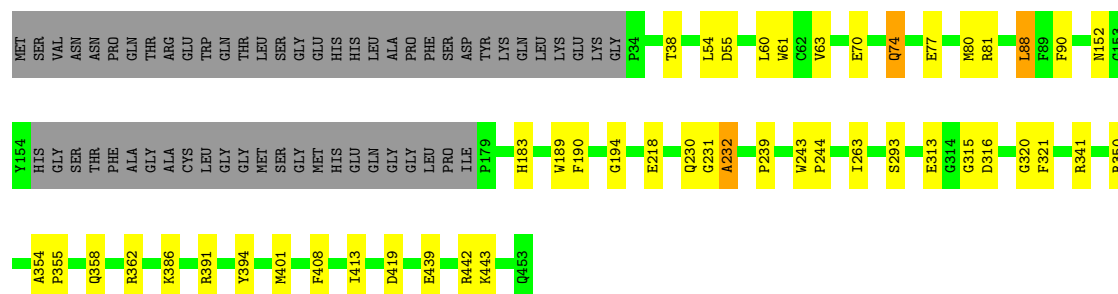 MET SER VAL ASN ASN PRO GLN THR ARG GLU TRP GLN THR LEU SER GLY GLU HIS HIS LEU ALA PRO PHE SER ASP TYR LYS GLN LEU LYS GLU LYS GLY P34 T38 L54 D55 L60 W61 C62 V63 E70 Q74 E77 M80 R81 L88 F89 F90 N152 G153
Y154 HIS GLY SER THR PHE ALA GLY ALA CYS LEU GLY GLY MET SER GLY MET HIS GLU GLN GLY GLY LEU PRO ILE P179 H183 W189 F190 G194 E218 Q230 G231 A232 P239 W243 P244 I263 S293 E313 G314 G315 D316 G320 F321 R341
A354 P355 Q358 R362 K386 R391 Y394 M401 F408 I413 D419 E439 R442 K443 Q453